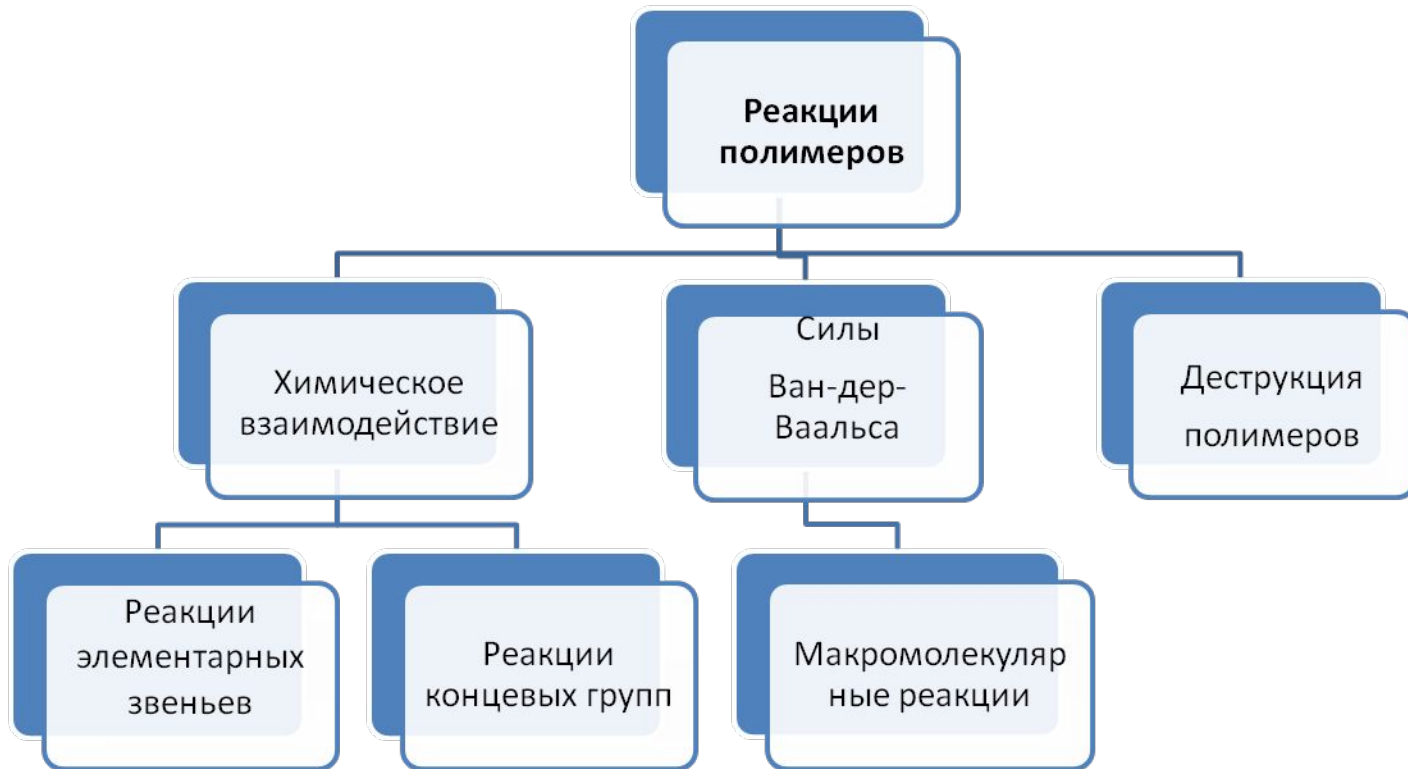 Реакции
полимеров
Химическое
взаимодействие
Силы
Ван-дер-
Ваальса
Деструкция
полимеров
Реакции
элементарных
звеньев
Реакции
концевых групп
Макромолекуляр
ные реакции